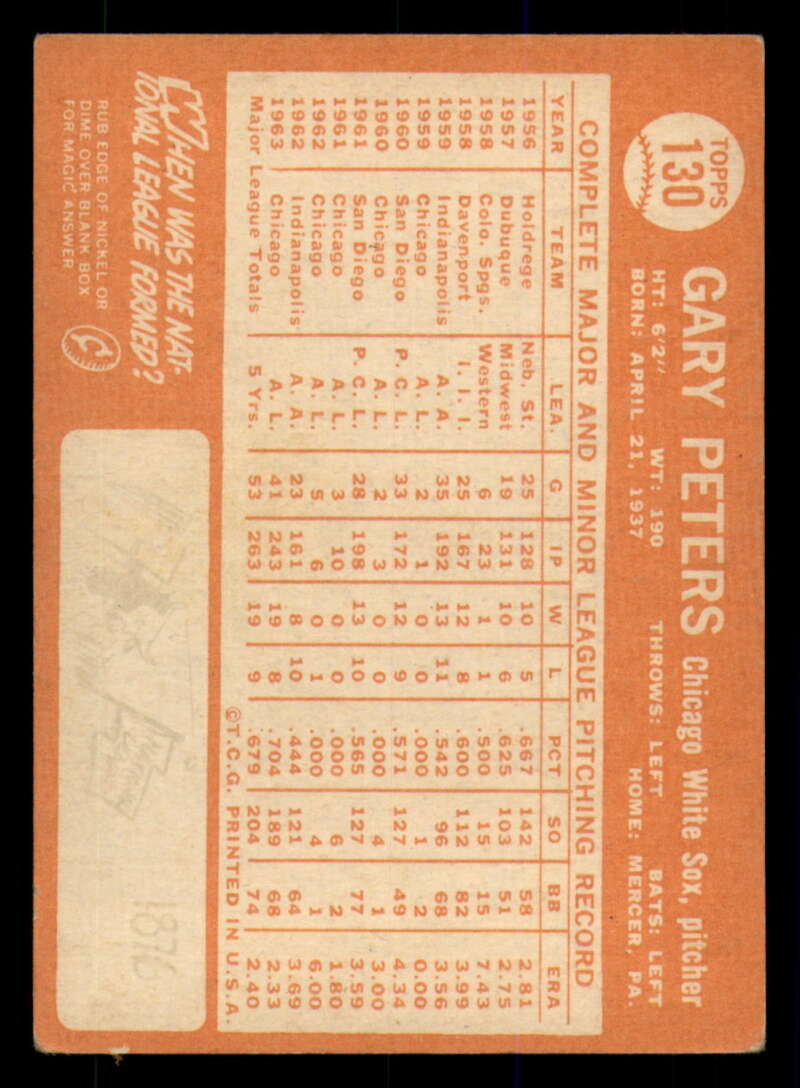 TOPPS
130
GARY PETERS Chicago White Sox, pitcher
HT: 6'2" WT: 190 THROWS: LEFT BATS: LEFT
BORN: APRIL 21, 1937 HOME: MERCER, PA.
COMPLETE MAJOR AND MINOR LEAGUE PITCHING RECORD
YEAR TEAM LEA. G IP W L PCT SO BB ERA
1956 Holdrege Neb. St. 25 128 10 5 .667 142 58 2.81
1957 Dubuque Midwest 19 131 10 6 .625 103 51 2.75
1958 Colo. Spgs. Western 6 23 1 1 .500 15 15 7.43
1958 Davenport I. I. I. 25 167 12 8 .600 112 82 3.99
1959 Indianapolis A. A. 35 192 13 11 .542 96 68 3.56
1959 Chicago A. L. 2 1 0 0 .000 1 2 0.00
1960 San Diego P. C. L. 33 172 12 9 .571 127 49 4.34
1960 Chicago A. L. 2 3 0 0 .000 4 1 3.00
1961 San Diego P. C. L. 28 198 13 10 .565 127 77 3.59
1961 Chicago A. L. 3 10 0 0 .000 6 2 1.80
1962 Chicago A. L. 5 6 0 1 .000 4 1 6.00
1962 Indianapolis A. A. 23 161 8 10 .444 121 64 3.69
1963 Chicago A. L. 41 243 19 8 .704 189 68 2.33
Major League Totals 5 Yrs. 53 263 19 9 .679 204 74 2.40
©T.C.G. PRINTED IN U.S.A.
WHEN WAS THE NAT-
IONAL LEAGUE FORMED?
RUB EDGE OF NICKEL OR
DIME OVER BLANK BOX
FOR MAGIC ANSWER
1876